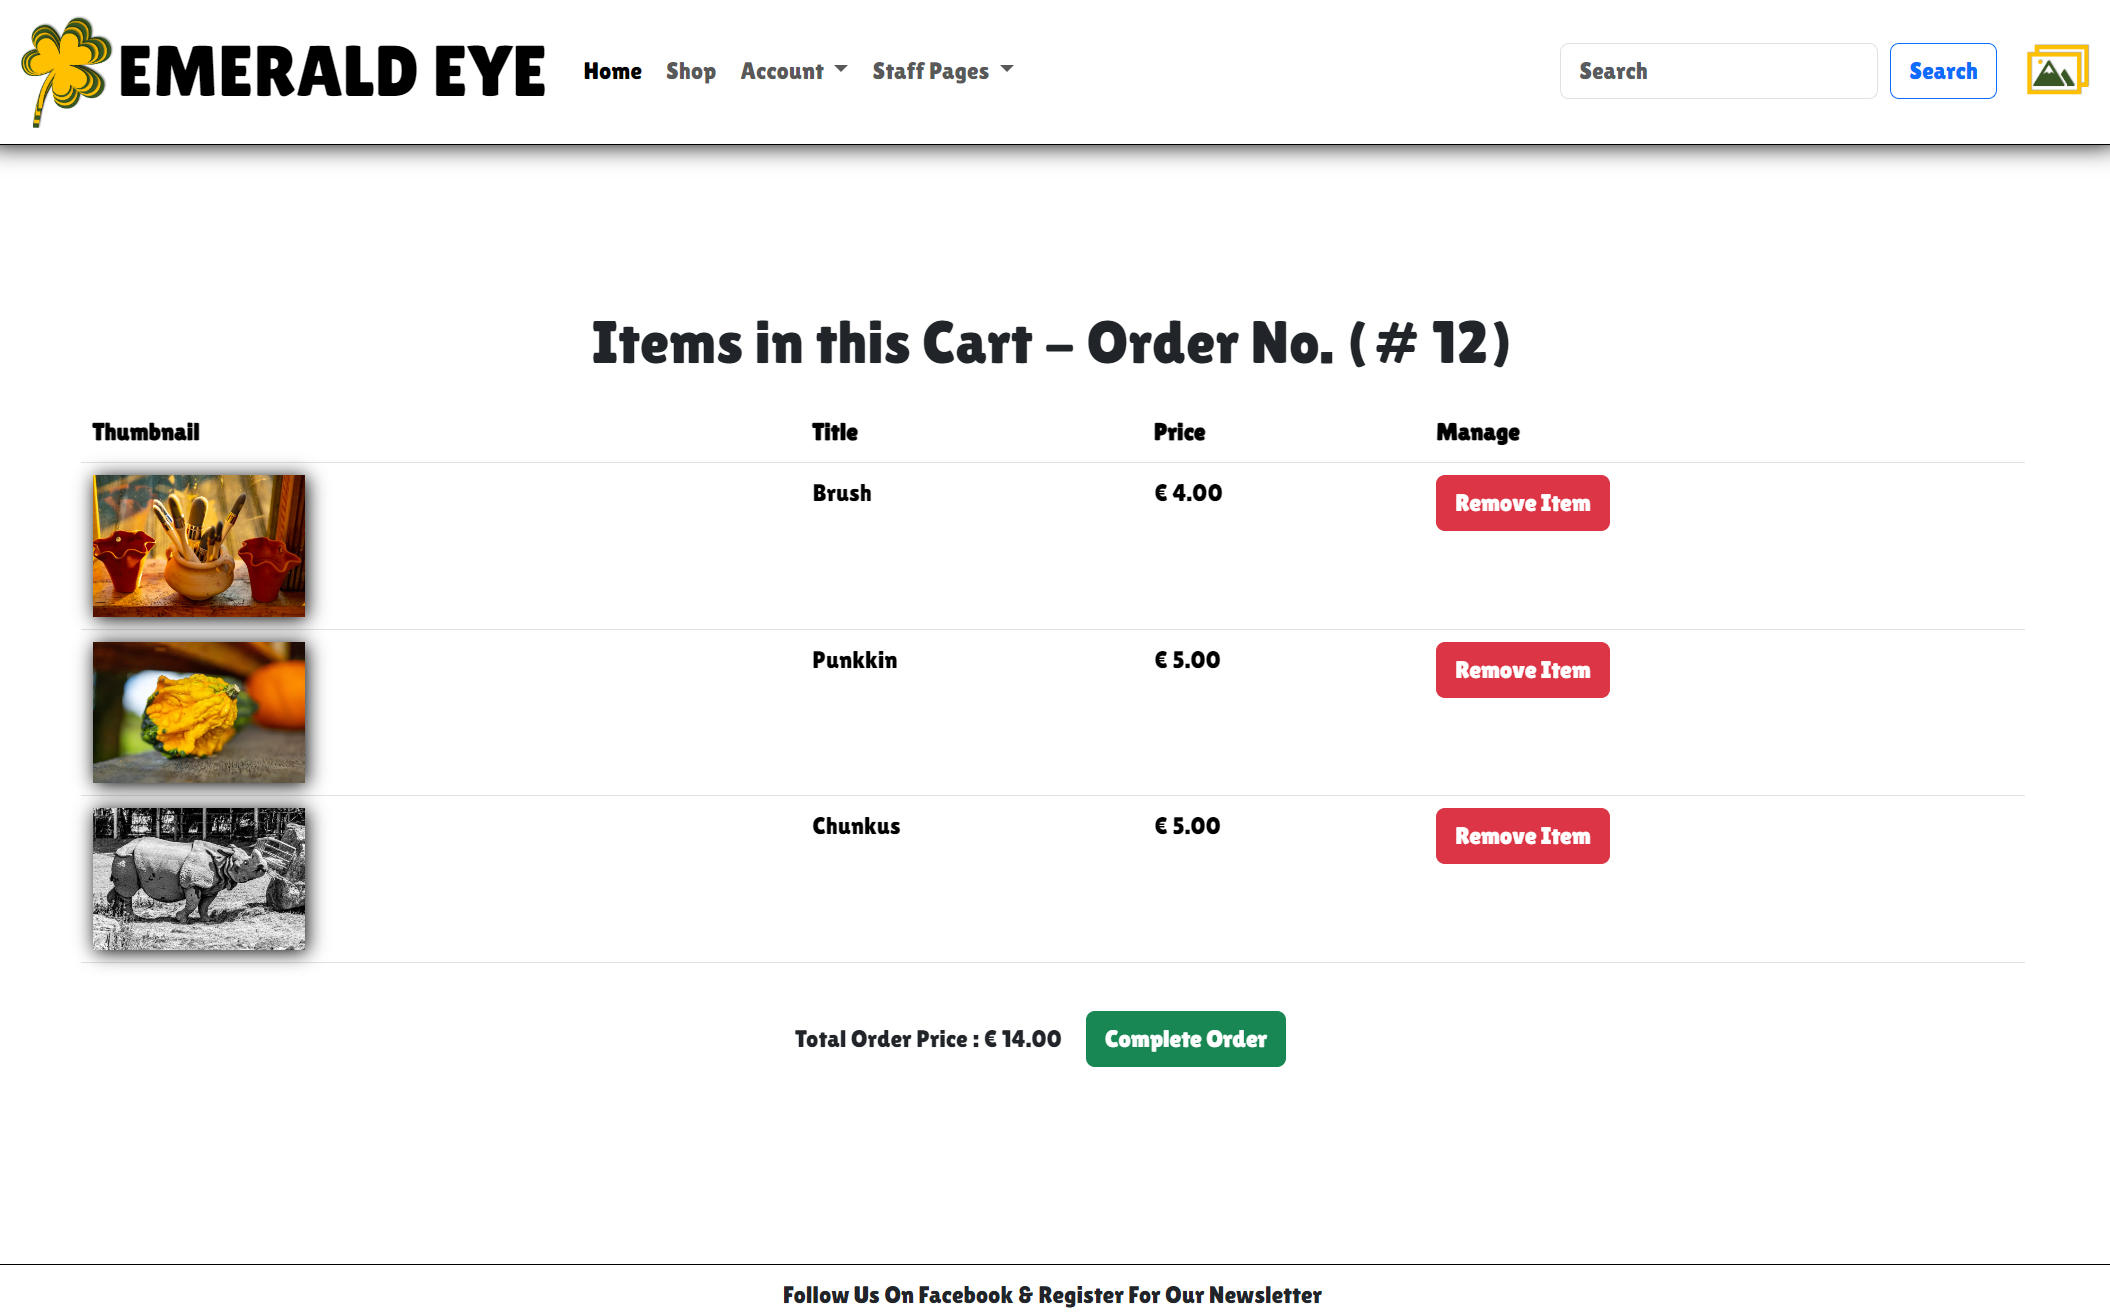 EMERALD EYE Home Shop Account Staff Pages Search Search
Items in this Cart - Order No. ( # 12)
Thumbnail Title Price Manage
Brush € 4.00 Remove Item
Punkkin € 5.00 Remove Item
Chunkus € 5.00 Remove Item
Total Order Price : € 14.00 Complete Order
Follow Us On Facebook & Register For Our Newsletter